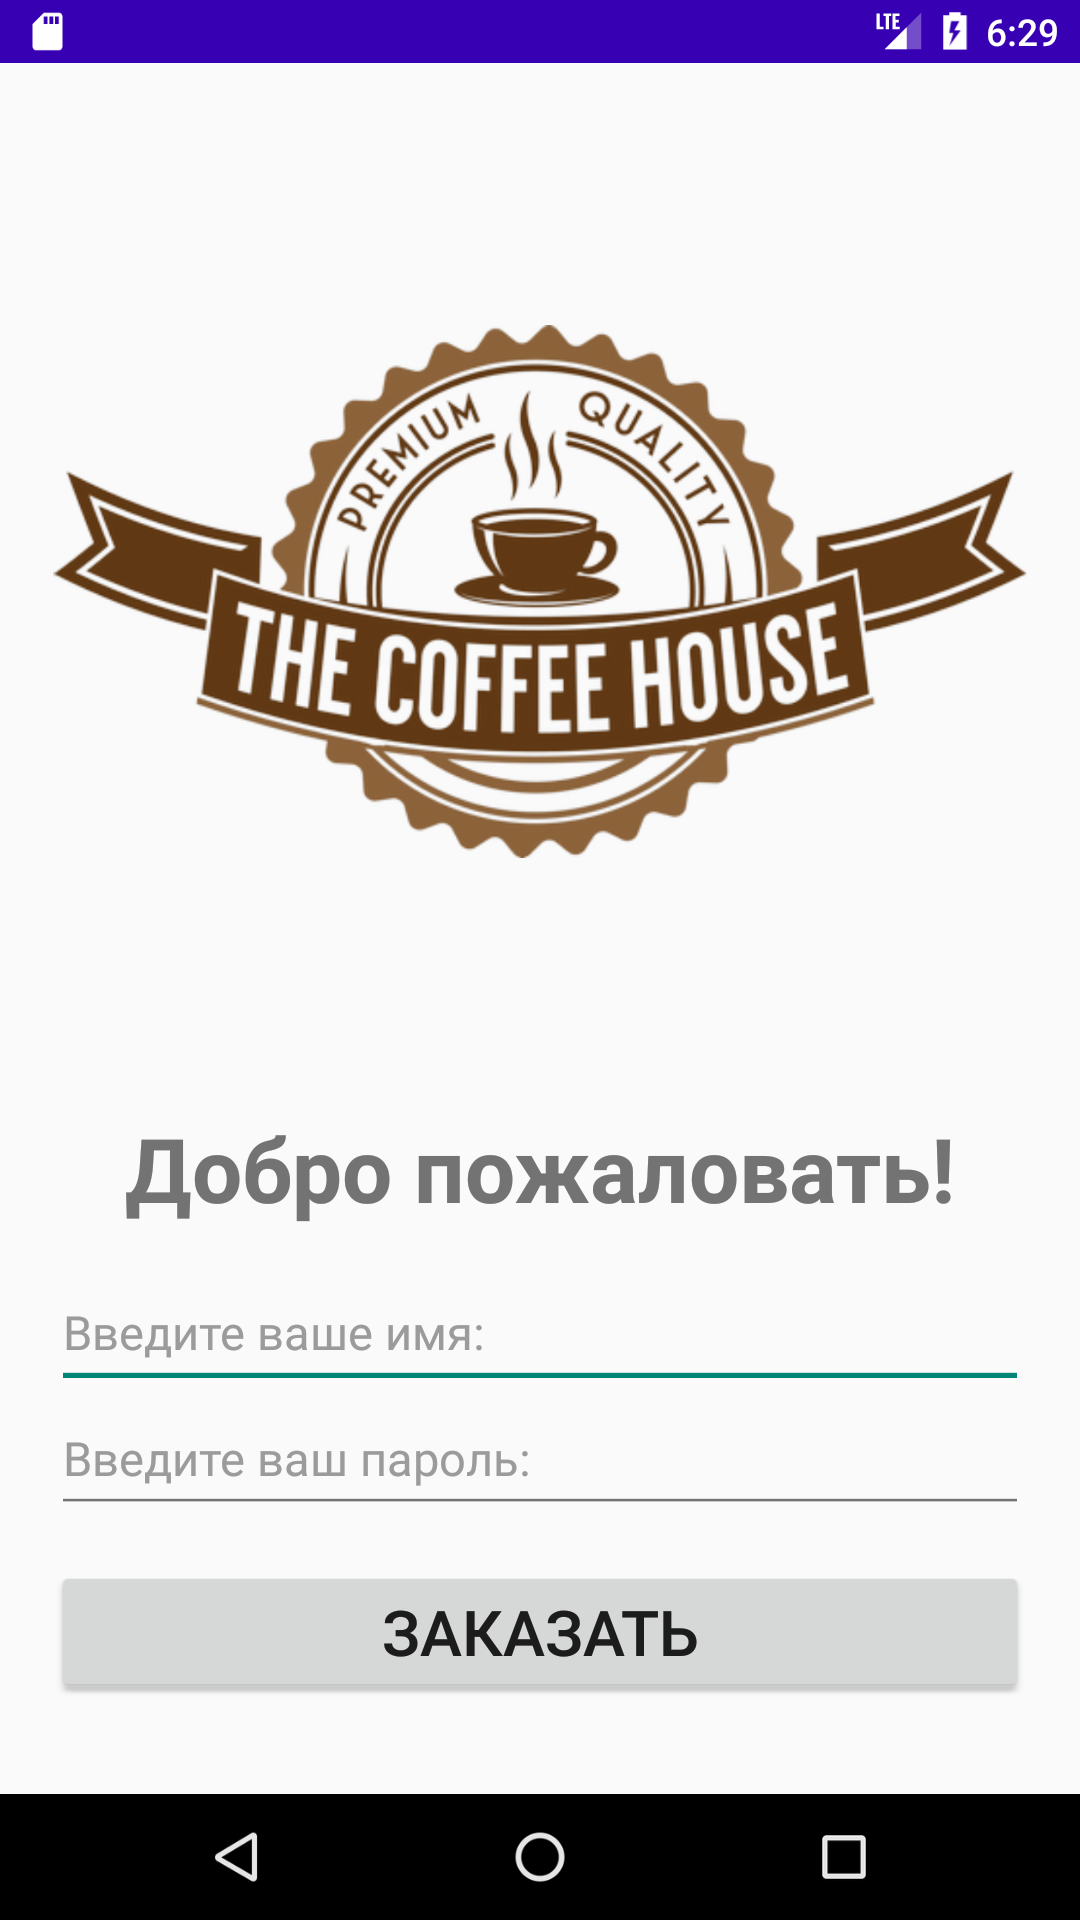 LTE 6:29
PREMIUM QUALITY
THE COFFEE HOUSE
Добро пожаловать!
Введите ваше имя:
Введите ваш пароль:
ЗАКАЗАТЬ